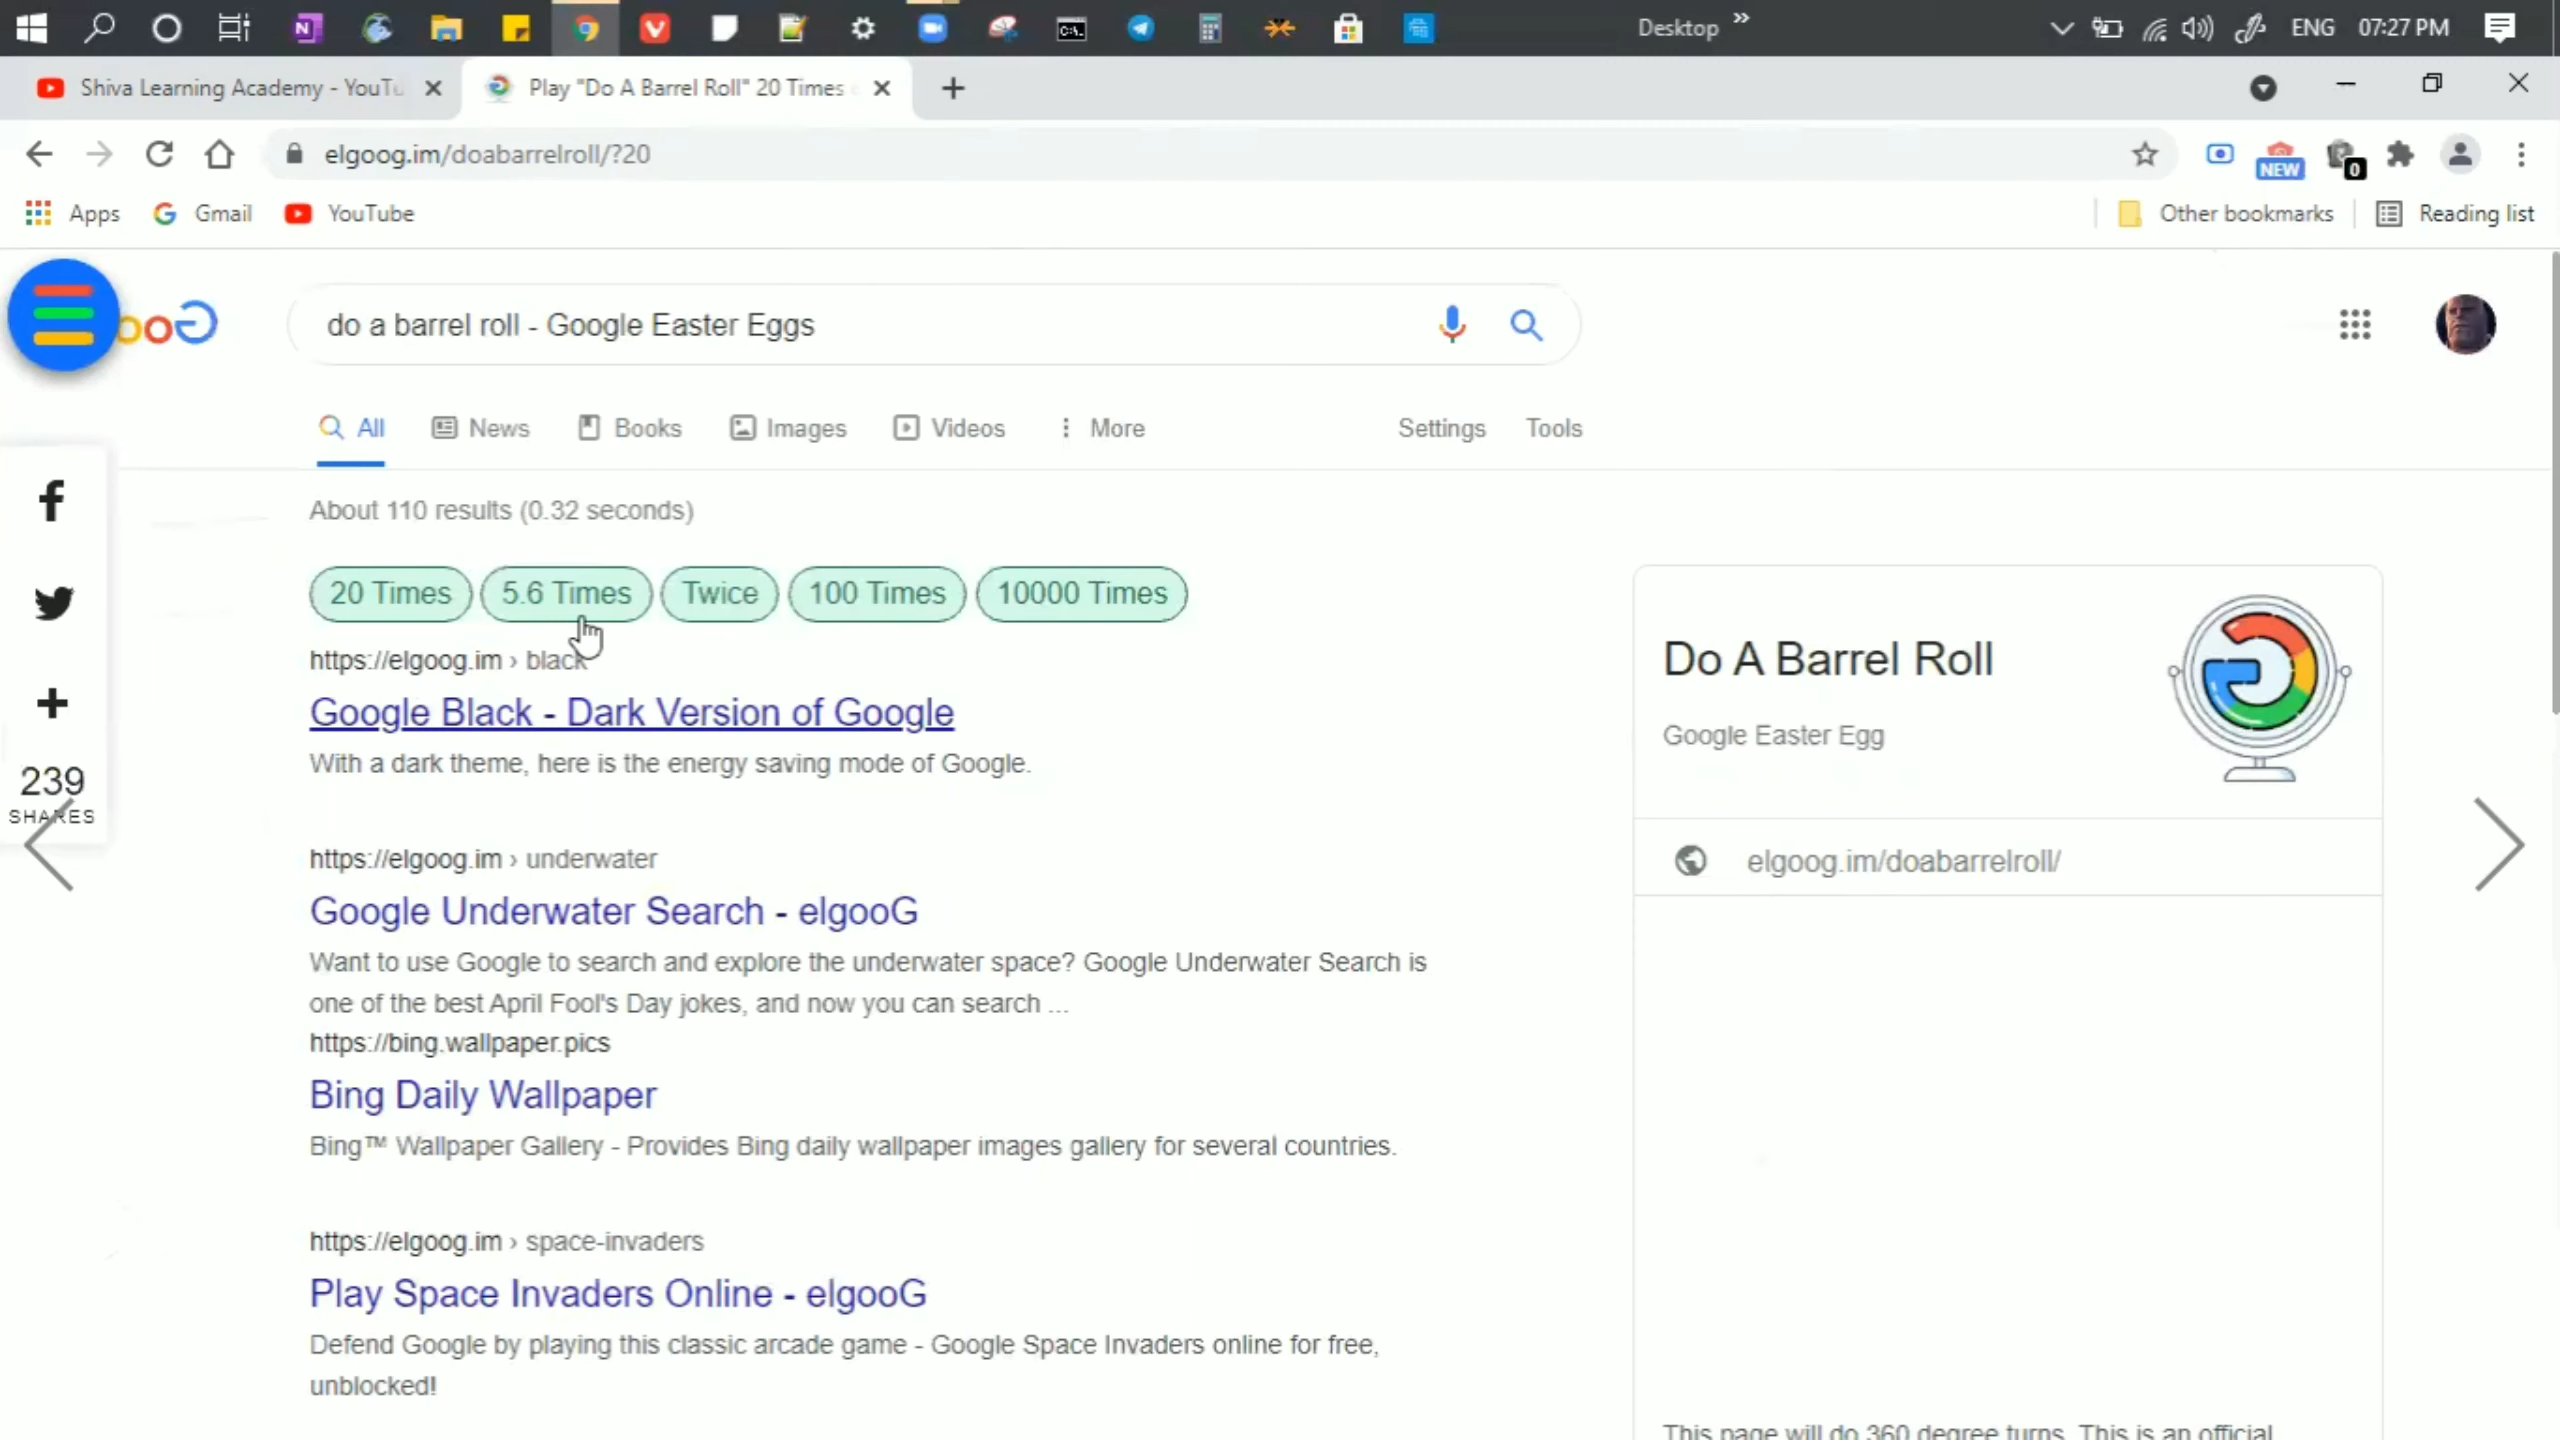 Desktop
ENG 07:27 PM
Shiva Learning Academy - YouTu
Play "Do A Barrel Roll" 20 Times
elgoog.im/doabarrelroll/?20
NEW
0
Apps Gmail YouTube
Other bookmarks Reading list
do a barrel roll - Google Easter Eggs
All News Books Images Videos More Settings Tools
About 110 results (0.32 seconds)
20 Times 5.6 Times Twice 100 Times 10000 Times
https://elgoog.im › black
Google Black - Dark Version of Google
With a dark theme, here is the energy saving mode of Google.
239
SHARES
https://elgoog.im › underwater
Google Underwater Search - elgooG
Want to use Google to search and explore the underwater space? Google Underwater Search is
one of the best April Fool's Day jokes, and now you can search ...
https://bing.wallpaper.pics
Bing Daily Wallpaper
Bing™ Wallpaper Gallery - Provides Bing daily wallpaper images gallery for several countries.
https://elgoog.im › space-invaders
Play Space Invaders Online - elgooG
Defend Google by playing this classic arcade game - Google Space Invaders online for free,
unblocked!
Do A Barrel Roll
Google Easter Egg
elgoog.im/doabarrelroll/
This page will do 360 degree turns. This is an official